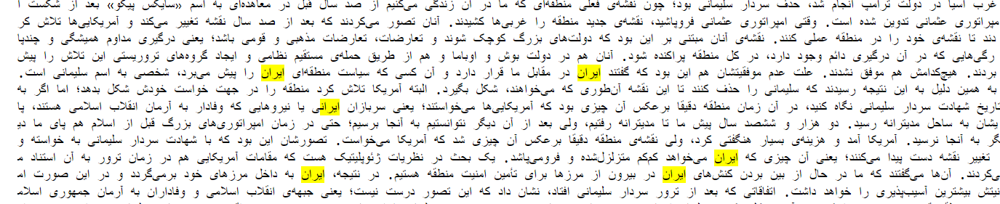 غرب آسیا در دولت ترامپ انجام شد، حذف سردار سلیمانی بود؛ چون نقشه‌ی فعلی منطقه‌ای که ما در آن زندگی می‌کنیم از صد سال قبل در معاهده‌ای به اسم «سایکس پیکو» بعد از شکست ا
مپراتوری عثمانی تدوین شده است. وقتی امپراتوری عثمانی فروپاشید، نقشه‌ی جدید منطقه را غربی‌ها کشیدند. آنان تصور می‌کردند که بعد از صد سال نقشه تغییر می‌کند و آمریکایی‌ها تلاش کر
دند تا نقشه‌ی خود را در منطقه عملی کنند. نقشه‌ی آنان مبتنی بر این بود که دولت‌های بزرگ کوچک شوند و تعارضات، تعارضات مذهبی و قومی باشد؛ یعنی درگیری مداوم همیشگی و چندپا
رگی‌هایی که در آن درگیری دائم وجود دارد، در کل منطقه پراکنده شود. آنان هم در دولت بوش و اوباما و هم از طریق حمله‌ی مستقیم نظامی و ایجاد گروه‌های تروریستی این تلاش را پیش
بردند. هیچ‌کدامش هم موفق نشدند. علت عدم موفقیتشان هم این بود که گفتند ایران در مقابل ما قرار دارد و آن کسی که سیاست منطقه‌ای ایران را پیش می‌برد، شخصی به اسم سلیمانی است.
به همین دلیل به این نتیجه رسیدند که سلیمانی را حذف کنند تا این نقشه آن‌طوری که می‌خواهند، شکل بگیرد. البته آمریکا تلاش کرد منطقه را در جهت خواست خودش شکل بدهد؛ اما اگر به
تاریخ شهادت سردار سلیمانی نگاه کنید، در آن زمان منطقه دقیقا برعکس آن چیزی بود که آمریکایی‌ها می‌خواستند؛ یعنی سربازان ایرانی یا نیروهایی که وفادار به آرمان انقلاب اسلامی هستند، پا
یشان به ساحل مدیترانه رسید. دو هزار و ششصد سال پیش ما تا مدیترانه رفتیم، ولی بعد از آن دیگر نتوانستیم به آنجا برسیم؛ حتی در زمان امپراتوری‌های بزرگ قبل از اسلام هم پای ما دی
گر به آنجا نرسید. آمریکا آمد و هزینه‌ی بسیار هنگفتی کرد، ولی نقشه‌ی منطقه دقیقا برعکس آن چیزی شد که آمریکا می‌خواست. تصورشان این بود که با شهادت سردار سلیمانی به خواسته و
تغییر نقشه دست پیدا می‌کنند؛ یعنی آن چیزی که ایران می‌خواهد کم‌کم متزلزل‌شده و فرومی‌پاشد. یک بحث در نظریات ژئوپلیتیک هست که مقامات آمریکایی هم در زمان ترور به آن استناد م
ی‌کردند. آن‌ها می‌گفتند که ما در حال از بین بردن کنش‌های ایران در بیرون از مرزها برای تأمین امنیت منطقه هستیم. در نتیجه، ایران به داخل مرزهای خود برمی‌گردد و در این صورت ام
نیتش بیشترین آسیب‌پذیری را خواهد داشت. اتفاقاتی که بعد از ترور سردار سلیمانی افتاد، نشان داد که این تصور درست نیست؛ یعنی جبهه‌ی انقلاب اسلامی و وفاداران به آرمان جمهوری اسلام